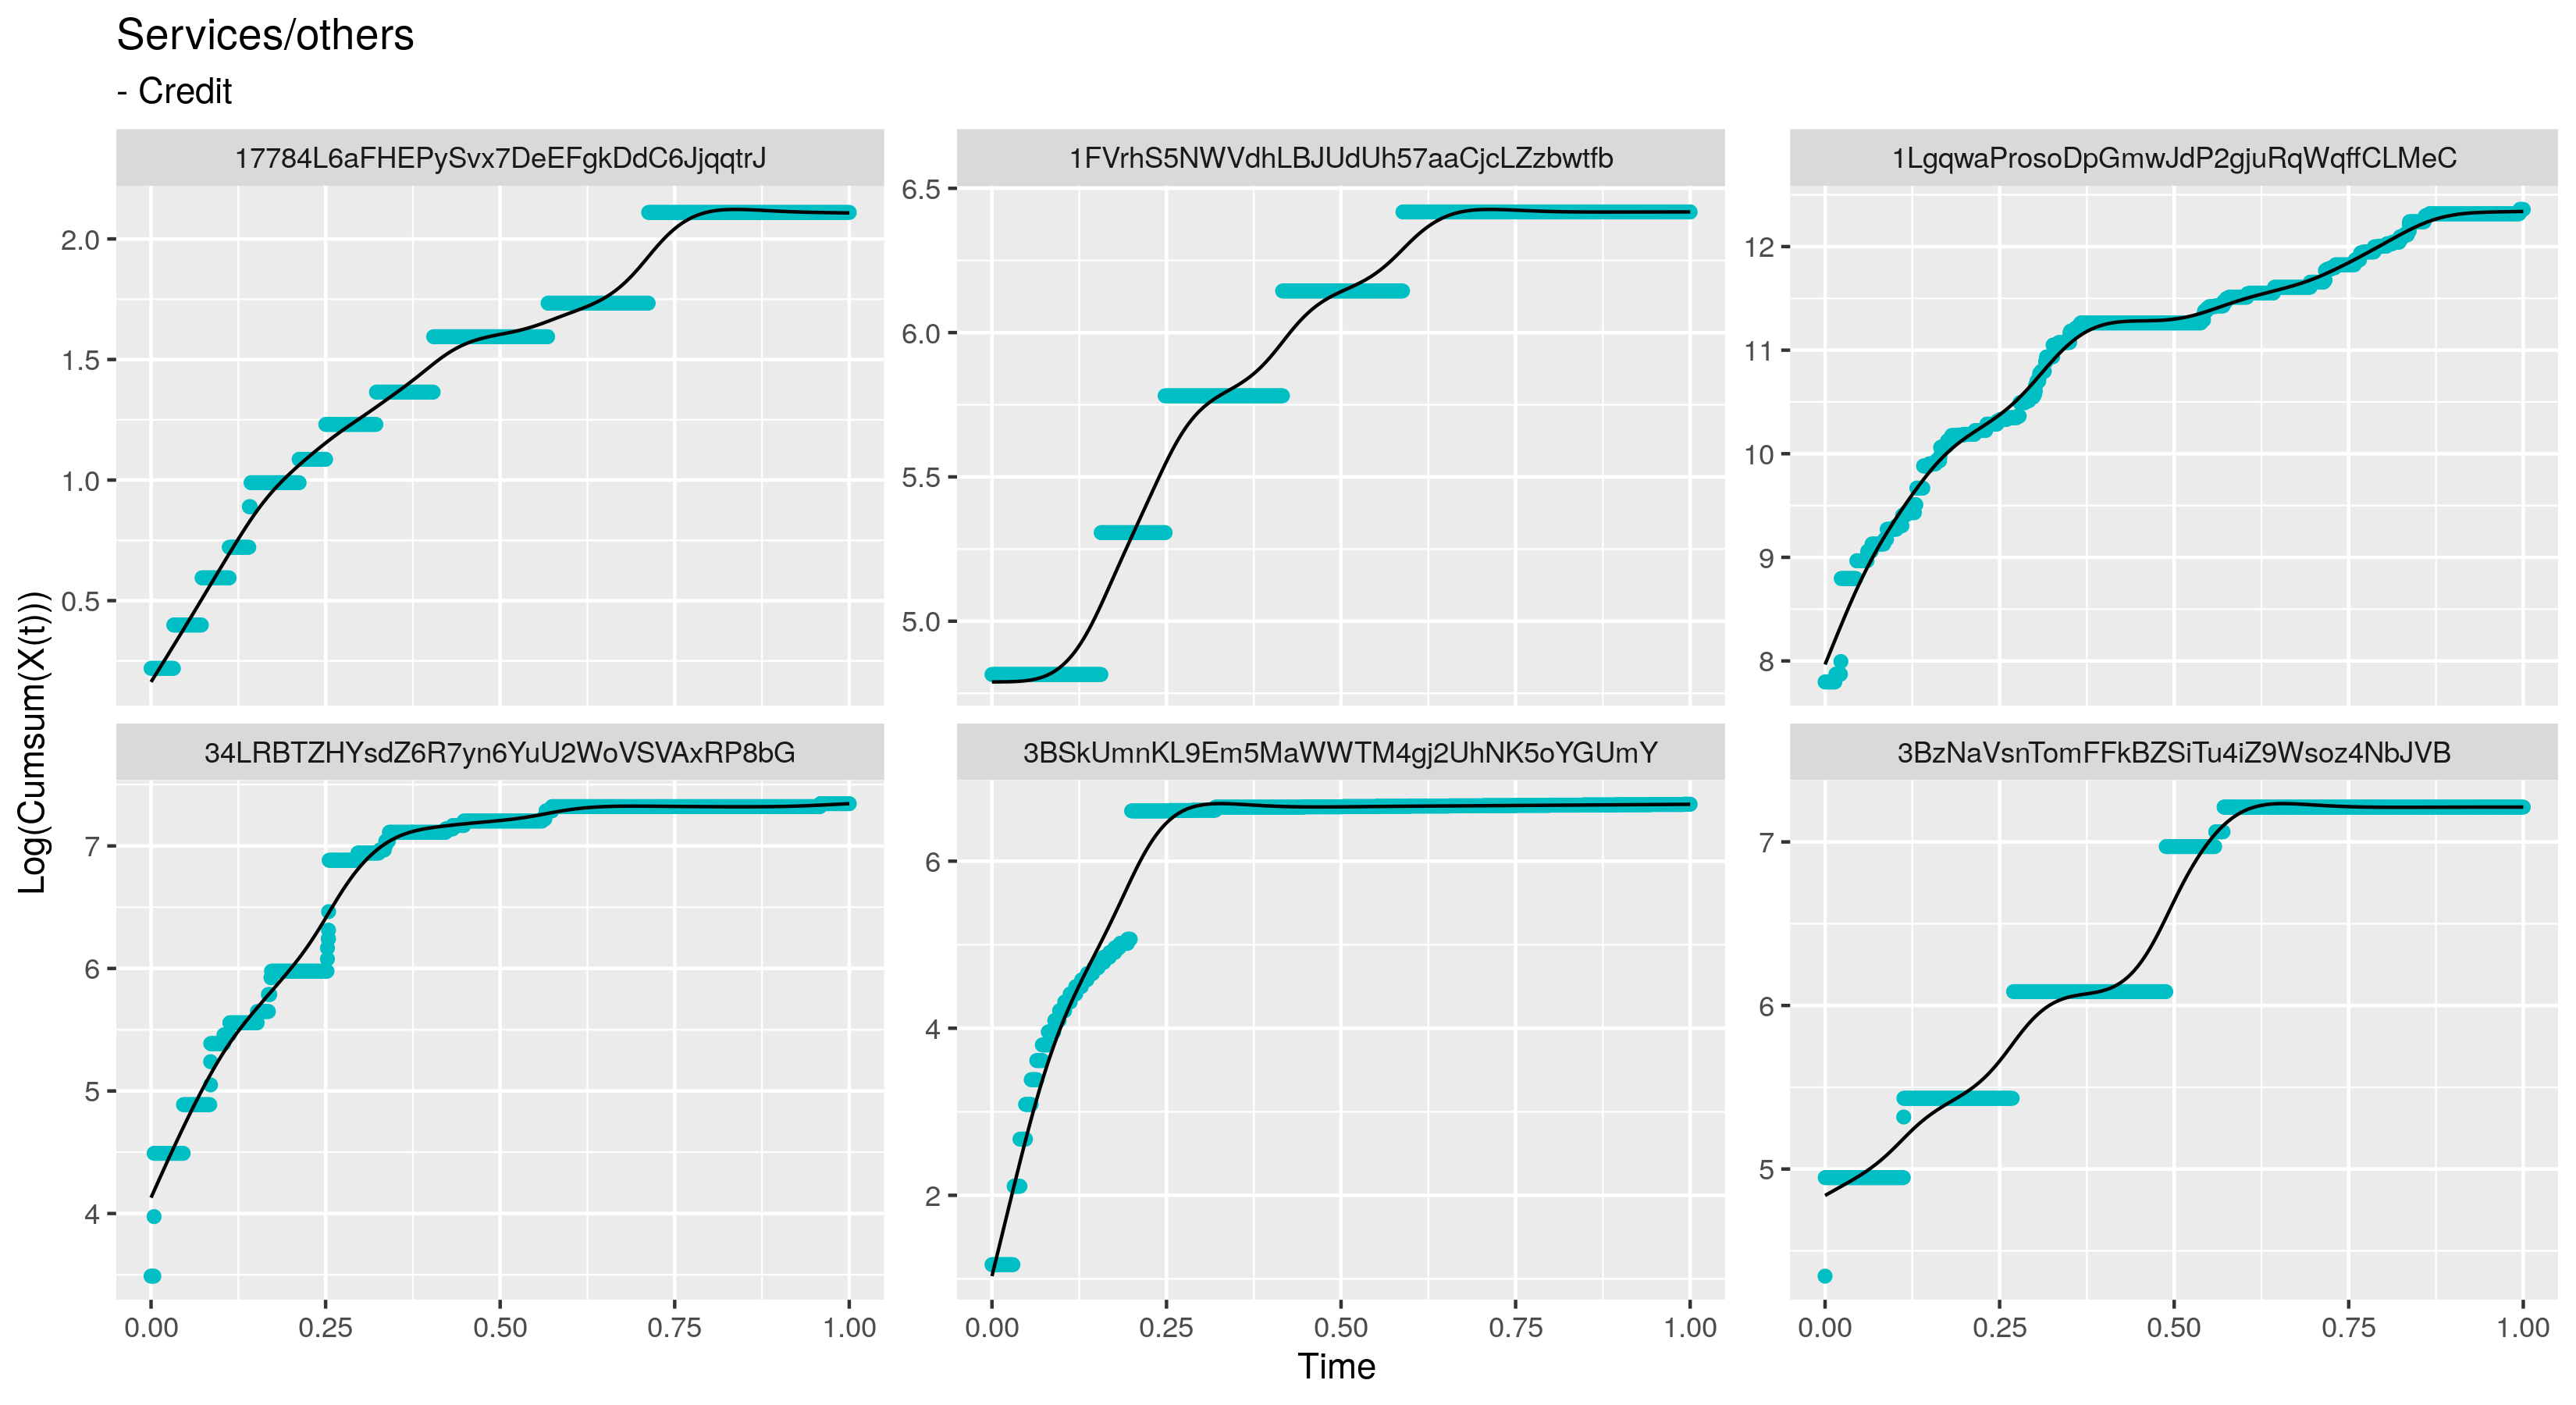 Services/others
- Credit
17784L6aFHEPySvx7DeEFgkDdC6JjqqtrJ
1FVrhS5NWVdhLBJUdUh57aaCjcLZzbwtfb
1LgqwaProsoDpGmwJdP2gjuRqWqffCLMeC
2.0
1.5
1.0
0.5
6.5
6.0
5.5
5.0
12
11
10
9
8
Log(Cumsum(X(t)))
34LRBTZHYsdZ6R7yn6YuU2WoVSVAxRP8bG
3BSkUmnKL9Em5MaWWTM4gj2UhNK5oYGUmY
3BzNaVsnTomFFkBZSiTu4iZ9Wsoz4NbJVB
7
6
5
4
6
4
2
7
6
5
0.00 0.25 0.50 0.75 1.00
0.00 0.25 0.50 0.75 1.00
0.00 0.25 0.50 0.75 1.00
Time